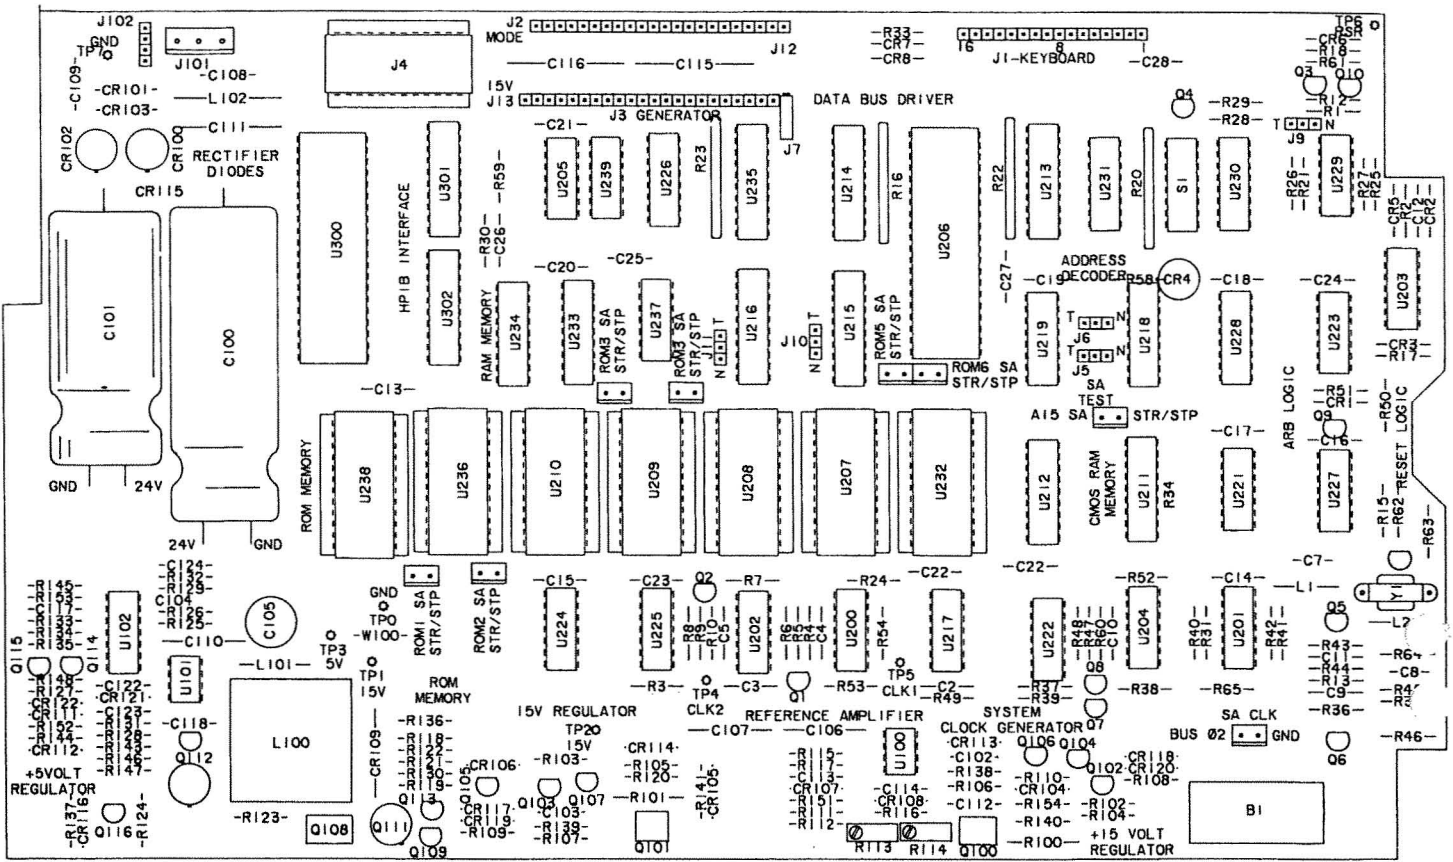 J102
GND
TP7
J101
-C109-
-C108-
-CR101-
L102
-CR103-
C111
CR102
CR100
RECTIFIER
DIODES
CR115
C101
C100
GND
24V
24V
GND
J4
J2
MODE
J12
C116
C115
15V
J13
J3 GENERATOR
J7
-R33-
-CR7-
-CR8-
16
8
1
J1-KEYBOARD
-C28-
DATA BUS DRIVER
Q4
-R29-
-R28-
TP6
PSR
CR6
-R18-
-R61-
Q3
Q10
-R12-
-R1-
T
N
J9
-C21-
U300
HPIB INTERFACE
U301
U302
-R59-
-R30-
-C26-
U205
U239
U226
R23
U235
U214
R16
U206
R22
U213
U231
R20
S1
U230
-R26-
-R21-
U229
-R27-
-R25-
-CR5-
-R2-
-C12-
-CR2-
U203
-C20-
-C25-
RAM MEMORY
U234
U233
ROM3 SA
STR/STP
U237
ROM3 SA
STR/STP
J11
T
N
U216
J10
T
N
U215
ROM5 SA
STR/STP
ROM6 SA
STR/STP
-C27-
ADDRESS
DECODER
-C19
R58
CR4
-C18-
-C24-
U219
T
N
J6
T
N
J5
SA
TEST
U218
U228
U223
-CR3-
-R17-
A15 SA
STR/STP
-C13-
ARB LOGIC
-R51-
-CR1-
Q9
-C16-
-R50-
RESET LOGIC
-C17-
ROM MEMORY
U238
U236
U210
U209
U208
U207
U232
U212
CMOS RAM
MEMORY
U211
R34
U221
U227
-R15-
-R62-
-R63-
-C124-
-R132-
-R129-
C104
-R126-
-R125-
-C110
C105
-R145-
-R153-
-C117-
-R133-
-R134-
-R135-
U102
Q115
Q114
GND
TP0
-W100-
TP3
5V
TP1
15V
ROM1 SA
STR/STP
ROM2 SA
STR/STP
-C15-
-C23-
Q2
-R7-
-R24-
-C22-
-C22-
-R52-
-C14-
-C7-
-L1-
Y1
L2
U224
U225
-R8-
-R9-
-R10-
-C5-
U202
-R6-
-R5-
-R4-
-C4-
U200
-R54-
U217
U222
-R48-
-R47-
-R60-
-C10-
U204
-R40-
-R31-
U201
-R42-
-R41-
Q5
U101
-L101-
-R148-
-R127-
CR122
CR111
-R152-
-R144-
CR112
-C122-
CR121
-C123-
-R131-
-R128-
-R143-
-R146-
-R147-
-C118-
Q112
L100
ROM
MEMORY
-R3-
TP4
CLK2
-C3-
Q1
-R53-
TP5
CLK1
-C2-
-R49-
-R37-
-R39-
Q8
Q7
-R38-
-R65-
-R43-
-C11-
-R44-
-R13-
-C9-
-R36-
-C8-
-R46-
Q6
+5VOLT
REGULATOR
-R137-
CR116
Q116
-R124-
-R123-
Q108
-CR109-
-R136-
-R118-
-R122-
-R121-
-R130-
-R119-
Q113
Q111
Q109
Q105
CR106
CR117
CR119
-R109-
15V REGULATOR
TP2
15V
-R103-
Q103
Q107
-C103-
-R139-
-R107-
CR114
-R105-
-R120-
-R101-
Q101
-R141-
CR105
REFERENCE AMPLIFIER
-C107-
-C106-
-R115-
-R117-
-C113-
CR107
-R151-
-R111-
-R112-
U100
-C114-
CR108
-R116-
R113
R114
SYSTEM
CLOCK GENERATOR
CR113
-C102-
-R138-
-R106-
-C112-
Q100
Q106
Q104
-R110-
CR104
-R154-
-R140-
-R100-
Q102
-R102-
-R104-
CR118
CR120
-R108-
+15 VOLT
REGULATOR
SA CLK
BUS Ø2
GND
B1